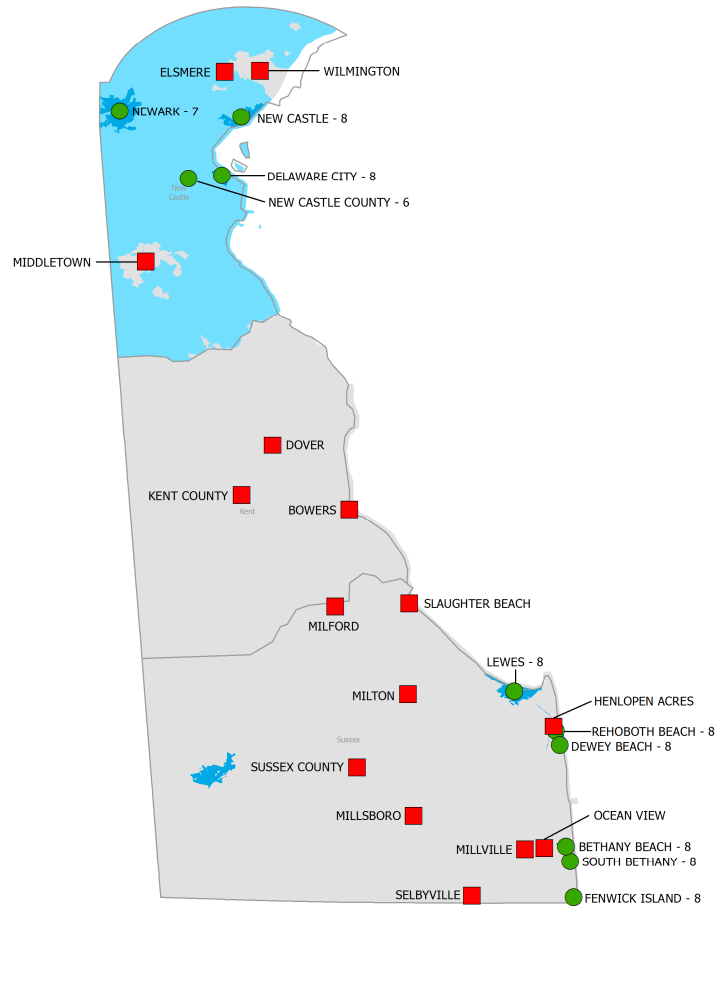 ELSMERE
WILMINGTON
NEWARK - 7
NEW CASTLE - 8
DELAWARE CITY - 8
New
Castle
NEW CASTLE COUNTY - 6
MIDDLETOWN
DOVER
KENT COUNTY
Kent
BOWERS
SLAUGHTER BEACH
MILFORD
LEWES - 8
MILTON
HENLOPEN ACRES
REHOBOTH BEACH - 8
Sussex
DEWEY BEACH - 8
SUSSEX COUNTY
MILLSBORO
OCEAN VIEW
MILLVILLE
BETHANY BEACH - 8
SOUTH BETHANY - 8
SELBYVILLE
FENWICK ISLAND - 8